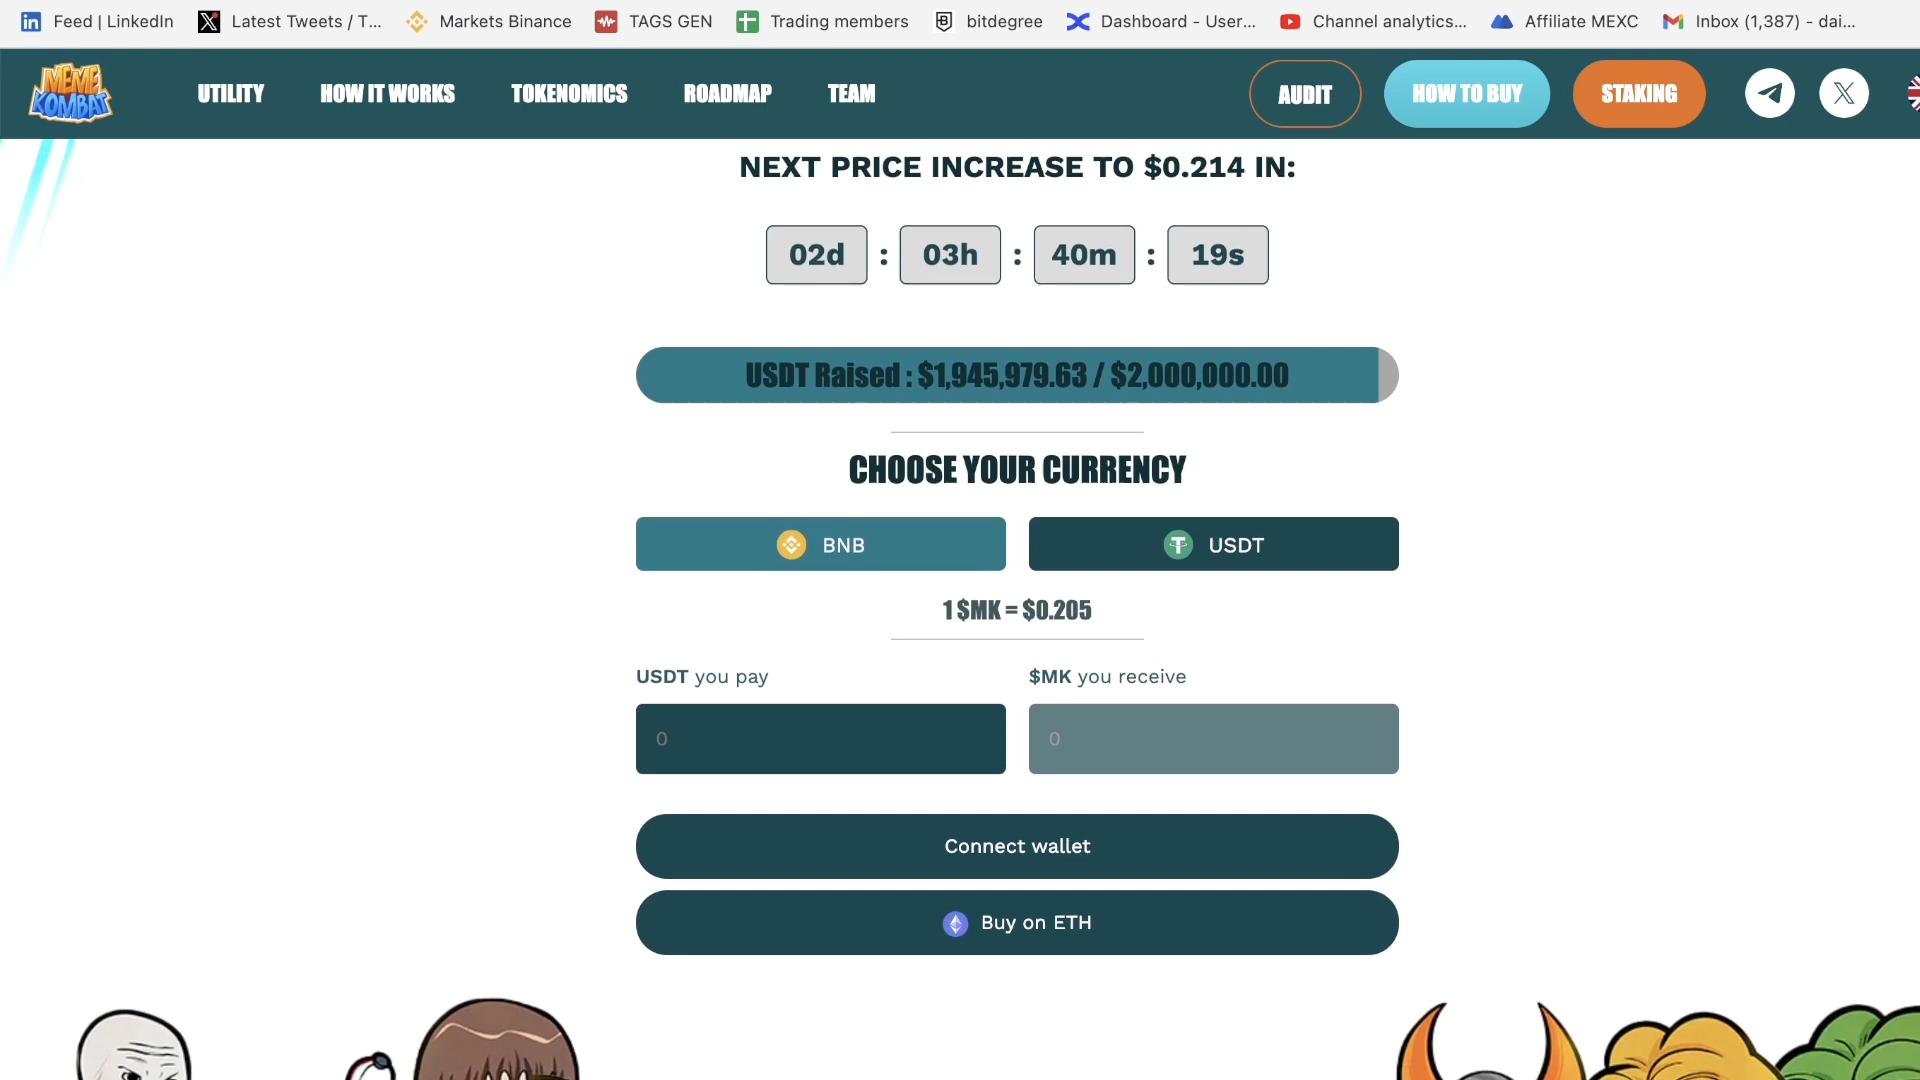 Feed | LinkedIn Latest Tweets / T... Markets Binance TAGS GEN Trading members bitdegree Dashboard - User... Channel analytics... Affiliate MEXC Inbox (1,387) - dai...
MEME KOMBAT UTILITY HOW IT WORKS TOKENOMICS ROADMAP TEAM AUDIT HOW TO BUY STAKING
NEXT PRICE INCREASE TO $0.214 IN:
02d : 03h : 40m : 19s
USDT Raised : $1,945,979.63 / $2,000,000.00
CHOOSE YOUR CURRENCY
BNB USDT
1 $MK = $0.205
USDT you pay $MK you receive
0 0
Connect wallet
Buy on ETH